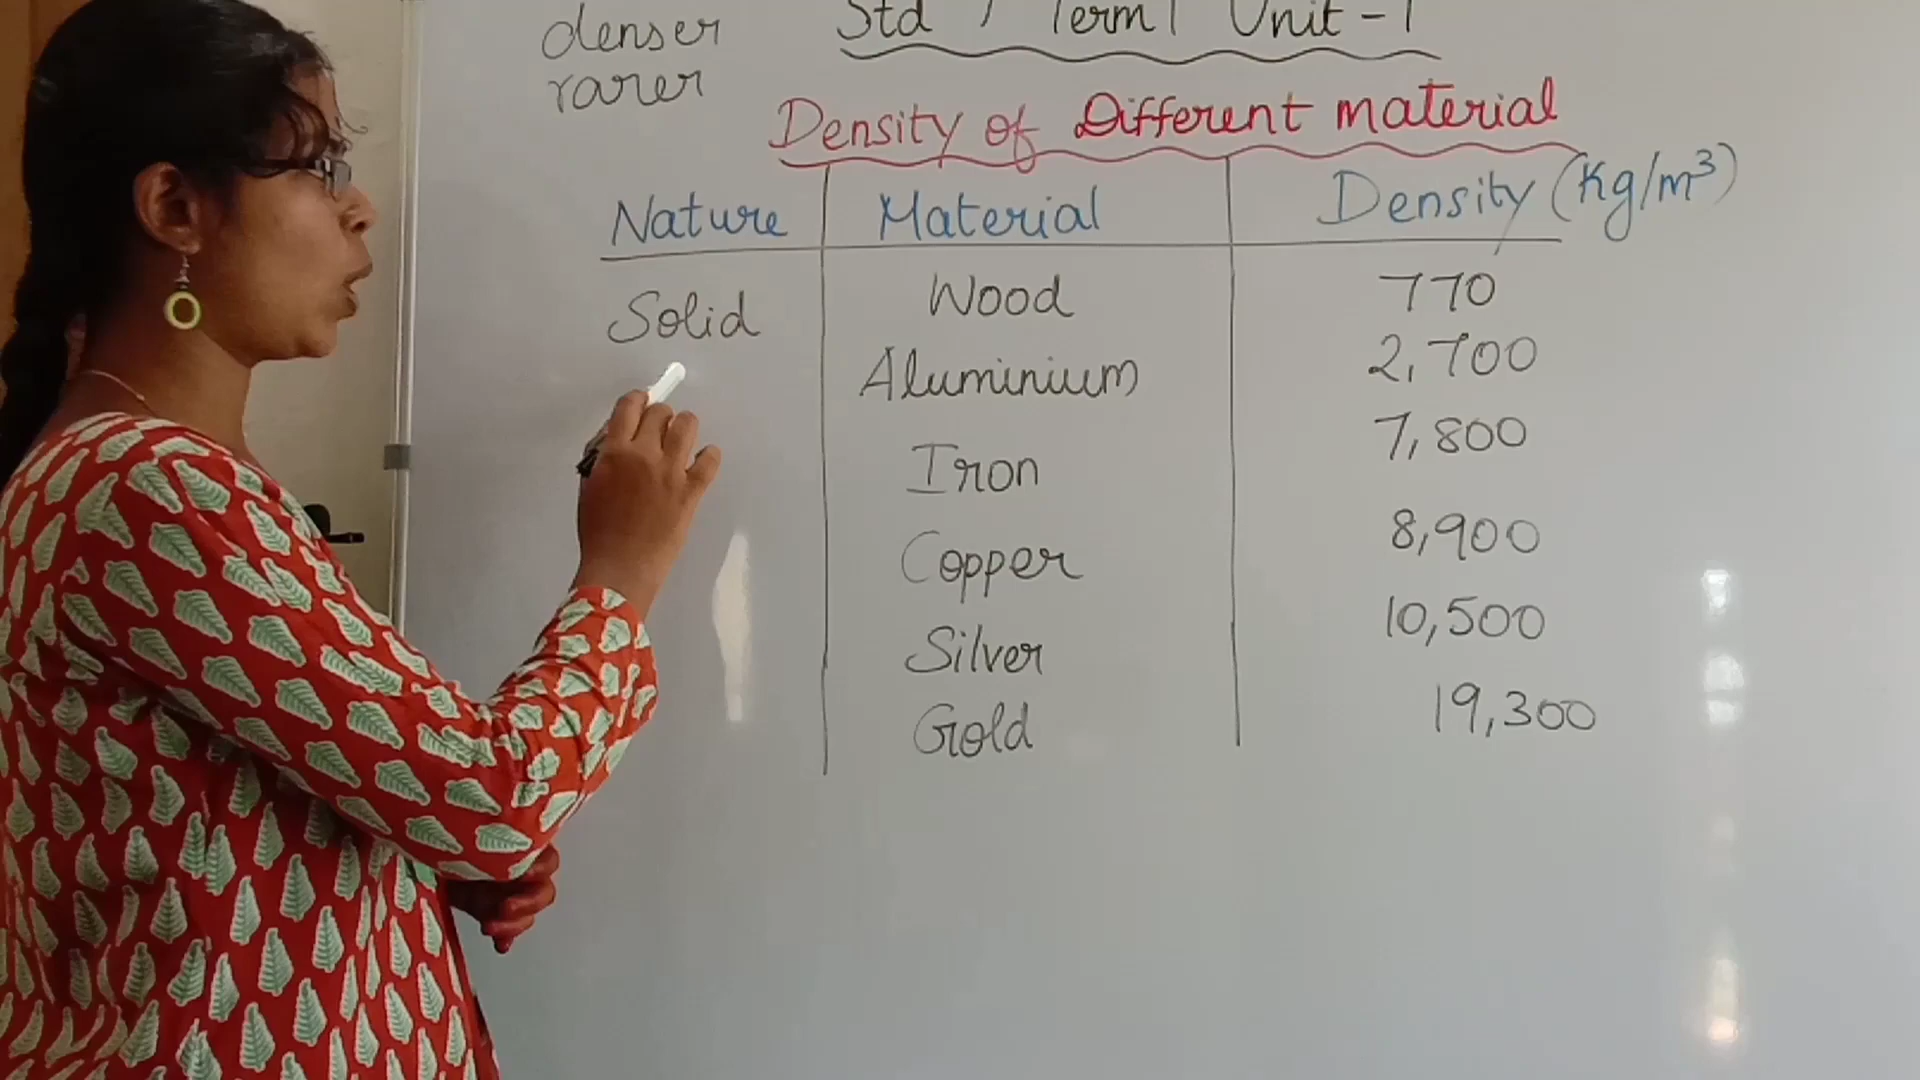 denser
rarer
Std 7 Term 1 Unit - 1
Density of Different material
Nature Material Density (Kg/m³)
Solid Wood 770
Aluminium 2,700
Iron 7,800
Copper 8,900
Silver 10,500
Gold 19,300